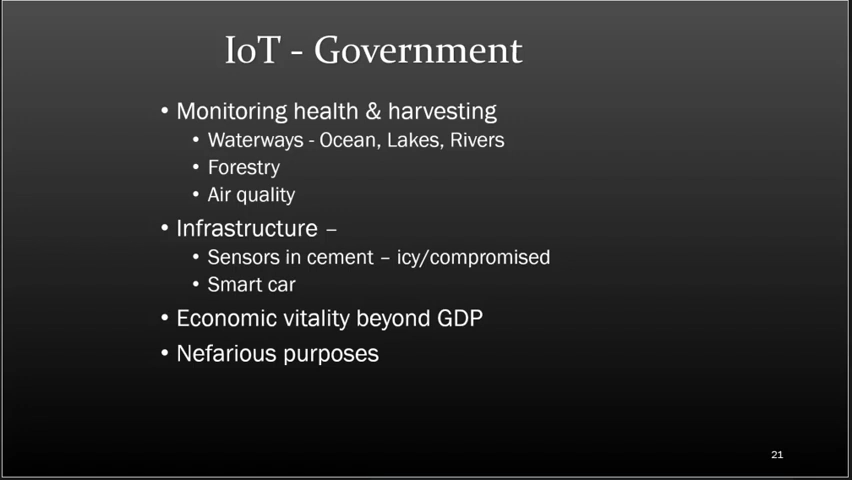 IoT - Government
• Monitoring health & harvesting
• Waterways - Ocean, Lakes, Rivers
• Forestry
• Air quality
• Infrastructure –
• Sensors in cement – icy/compromised
• Smart car
• Economic vitality beyond GDP
• Nefarious purposes
21